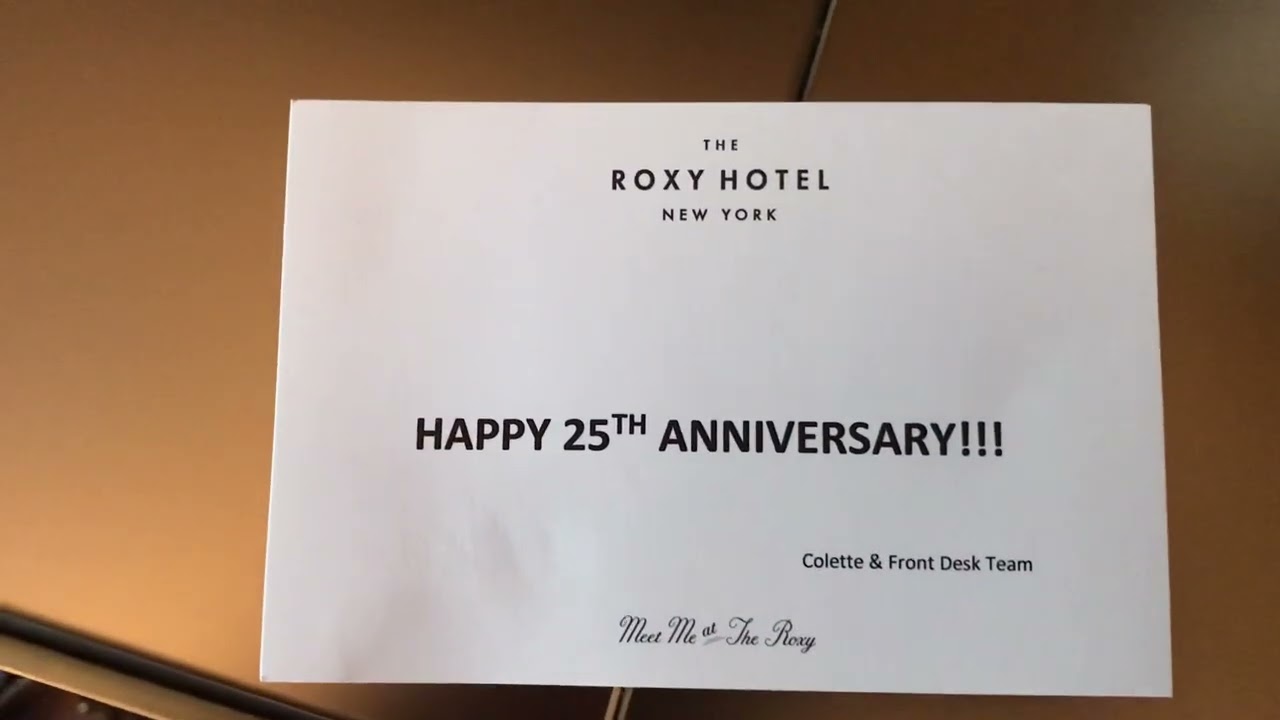 THE
ROXY HOTEL
NEW YORK
HAPPY 25TH ANNIVERSARY!!!
Colette & Front Desk Team
Meet Me at The Roxy